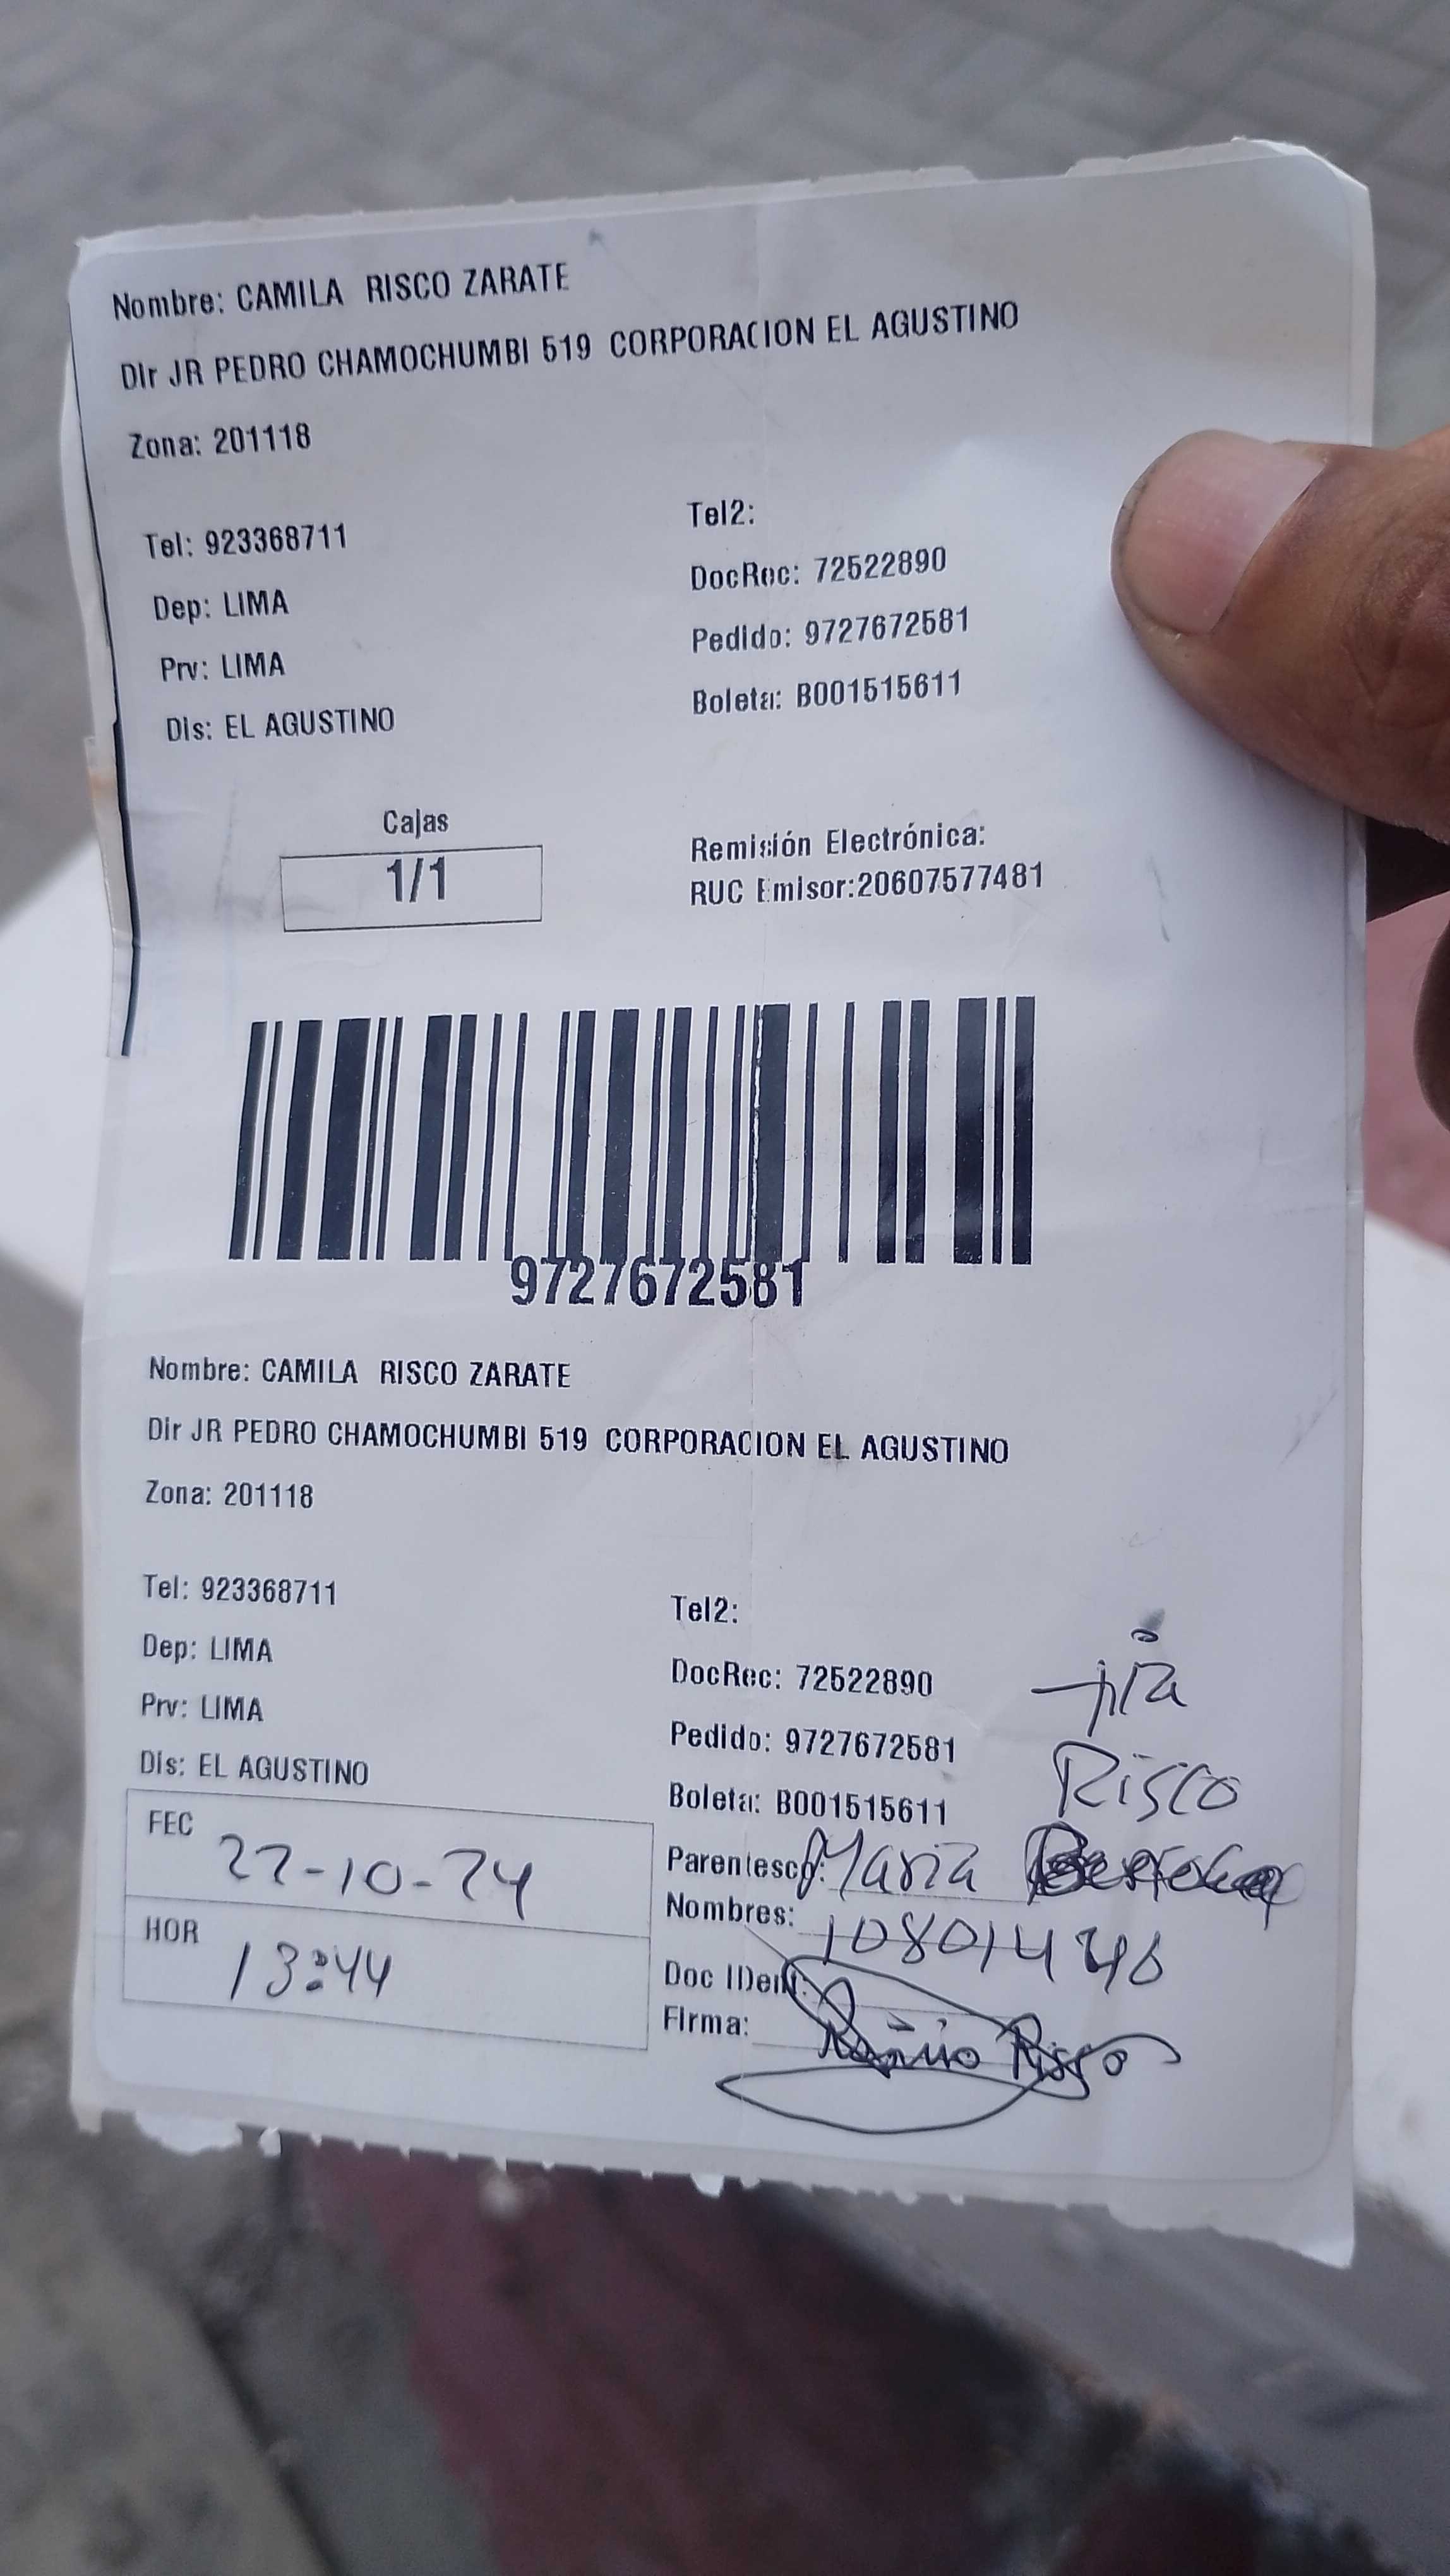 Nombre: CAMILA RISCO ZARATE
Dir JR PEDRO CHAMOCHUMBI 519 CORPORACION EL AGUSTINO
Zona: 201118
Tel: 923368711
Tel2:
Dep: LIMA
DocRec: 72522890
Prv: LIMA
Pedido: 9727672581
Dis: EL AGUSTINO
Boleta: B001515611
Cajas
1/1
Remisión Electrónica:
RUC Emisor:20607577481
9727672581
Nombre: CAMILA RISCO ZARATE
Dir JR PEDRO CHAMOCHUMBI 519 CORPORACION EL AGUSTINO
Zona: 201118
Tel: 923368711
Tel2:
Dep: LIMA
DocRec: 72522890
Prv: LIMA
Pedido: 9727672581
Dis: EL AGUSTINO
Boleta: B001515611
tia
Risco
FEC 22-10-24
Parentesco: Maria
Nombres:
HOR 13:44
Doc Ident:
Firma: Risco